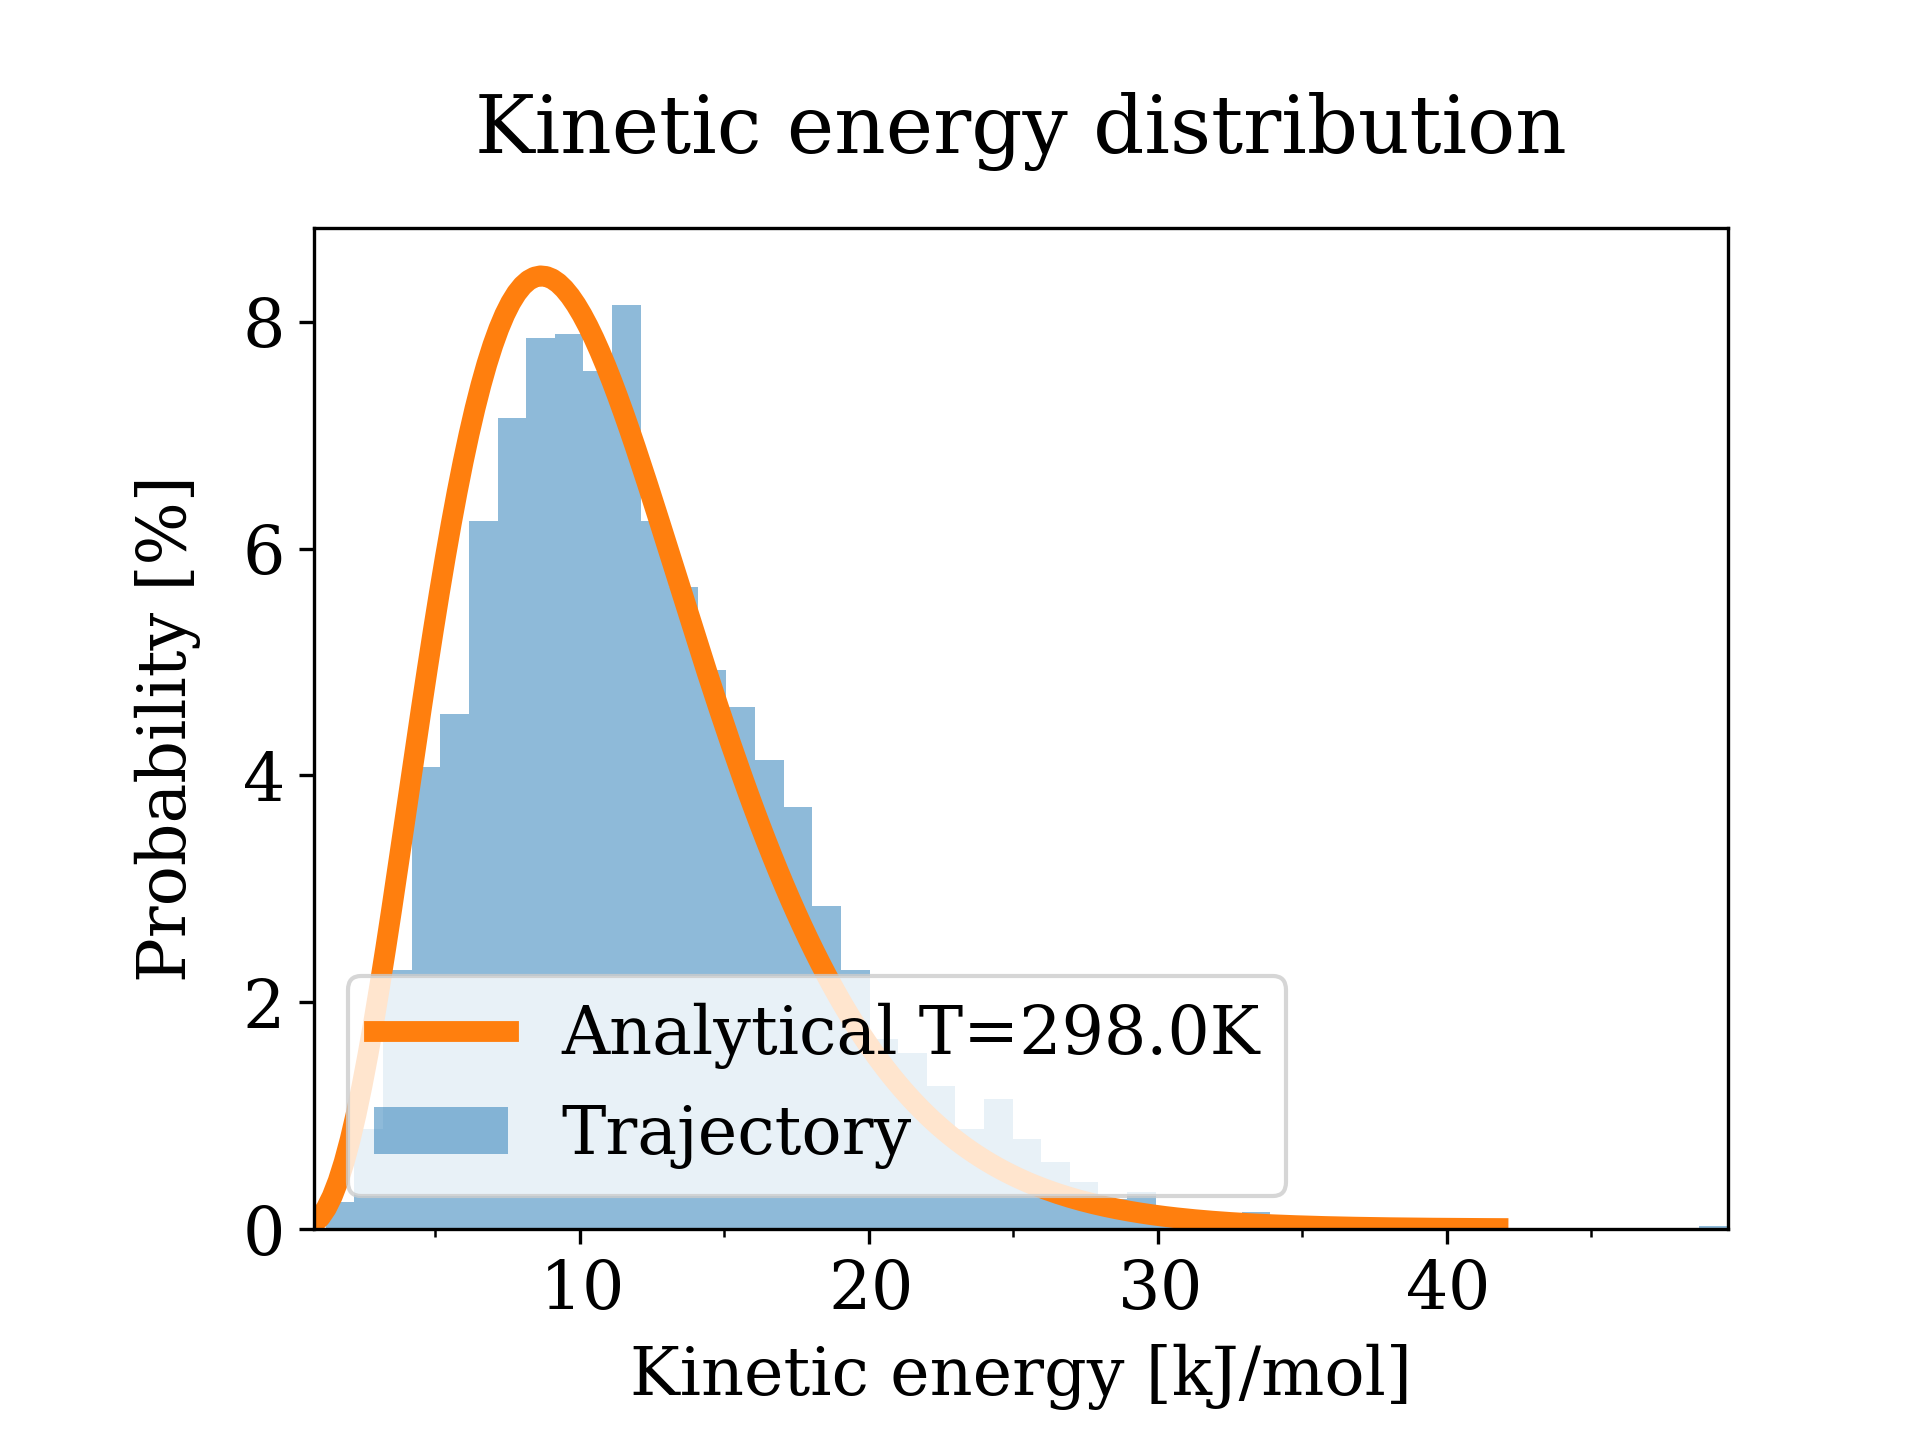 Kinetic energy distribution
Probability [%]
8
6
4
2
0
Analytical T=298.0K
Trajectory
10 20 30 40
Kinetic energy [kJ/mol]